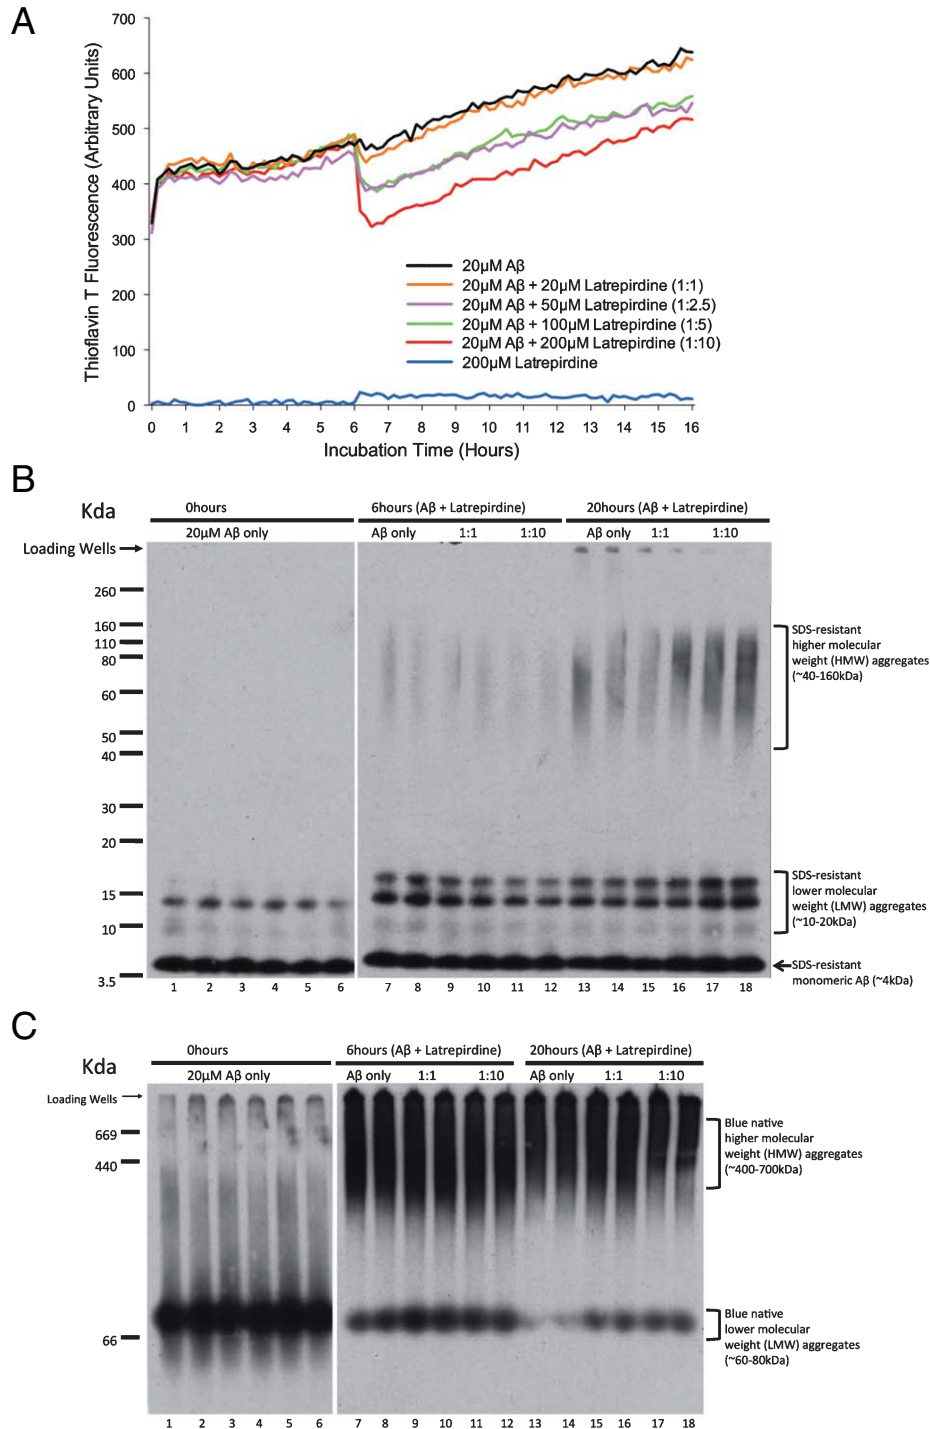 A
700
600
500
400
300
200
100
0
Thioflavin T Fluorescence (Arbitrary Units)
20μM Aβ
20μM Aβ + 20μM Latrepirdine (1:1)
20μM Aβ + 50μM Latrepirdine (1:2.5)
20μM Aβ + 100μM Latrepirdine (1:5)
20μM Aβ + 200μM Latrepirdine (1:10)
200μM Latrepirdine
0 1 2 3 4 5 6 7 8 9 10 11 12 13 14 15 16
Incubation Time (Hours)
B
Kda
0hours 6hours (Aβ + Latrepirdine) 20hours (Aβ + Latrepirdine)
20μM Aβ only Aβ only 1:1 1:10 Aβ only 1:1 1:10
Loading Wells
260
160
110
80
60
50
40
30
20
15
10
3.5
SDS-resistant
higher molecular
weight (HMW) aggregates
(~40-160kDa)
SDS-resistant
lower molecular
weight (LMW) aggregates
(~10-20kDa)
SDS-resistant
monomeric Aβ (~4kDa)
1 2 3 4 5 6 7 8 9 10 11 12 13 14 15 16 17 18
C
Kda
0hours 6hours (Aβ + Latrepirdine) 20hours (Aβ + Latrepirdine)
20μM Aβ only Aβ only 1:1 1:10 Aβ only 1:1 1:10
Loading Wells
669
440
66
Blue native
higher molecular
weight (HMW) aggregates
(~400-700kDa)
Blue native
lower molecular
weight (LMW) aggregates
(~60-80kDa)
1 2 3 4 5 6 7 8 9 10 11 12 13 14 15 16 17 18